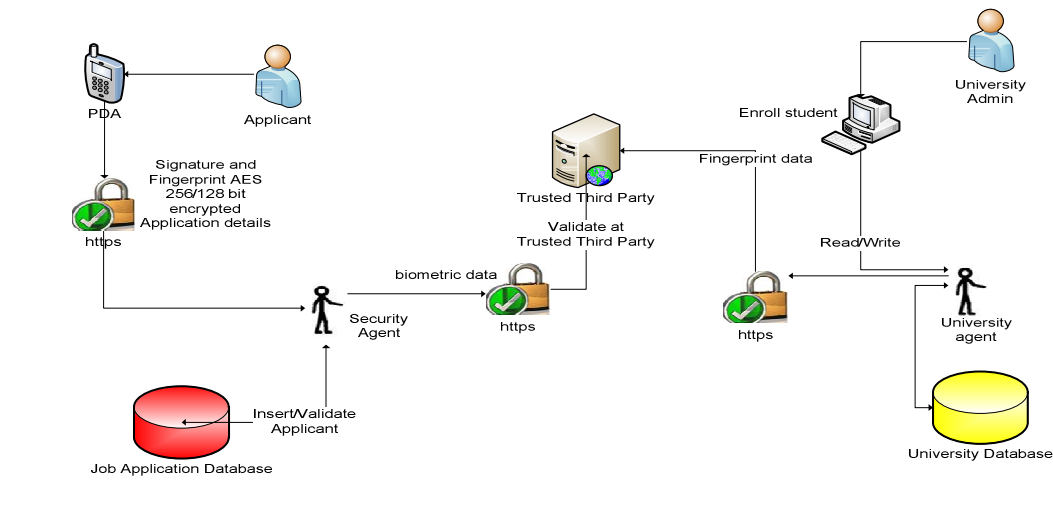 PDA
Applicant
University
Admin
Enroll student
Signature and
Fingerprint AES
256/128 bit
encrypted
Application details
https
Fingerprint data
Trusted Third Party
Validate at
Trusted Third Party
Read/Write
biometric data
https
Security
Agent
https
University
agent
Insert/Validate
Applicant
Job Application Database
University Database